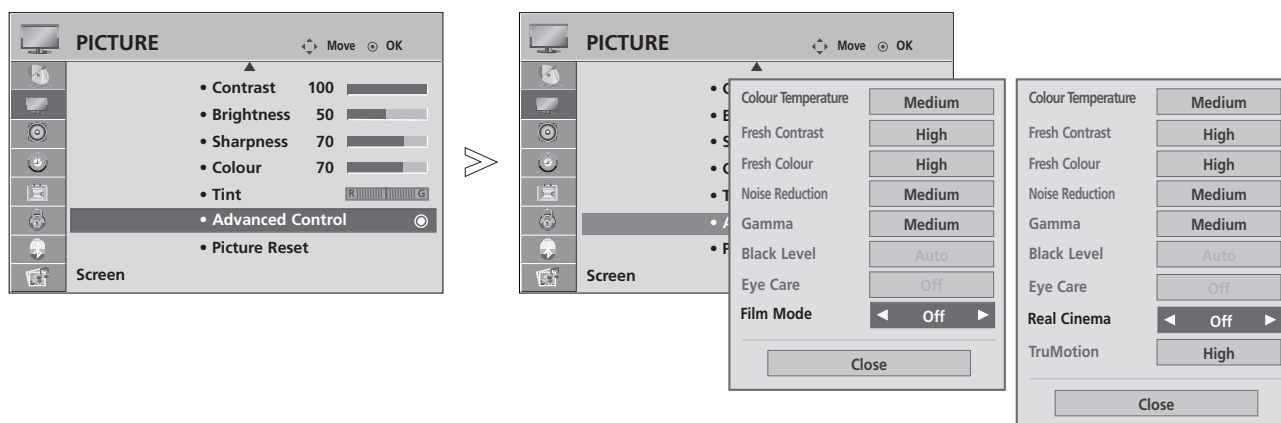 PICTURE
Move OK
• Contrast 100
• Brightness 50
• Sharpness 70
• Colour 70
• Tint R G
• Advanced Control
• Picture Reset
Screen
PICTURE
Move OK
Screen
Colour Temperature Medium
Fresh Contrast High
Fresh Colour High
Noise Reduction Medium
Gamma Medium
Black Level Auto
Eye Care Off
Film Mode ◀ Off ▶
Close
Colour Temperature Medium
Fresh Contrast High
Fresh Colour High
Noise Reduction Medium
Gamma Medium
Black Level Auto
Eye Care Off
Real Cinema ◀ Off ▶
TruMotion High
Close